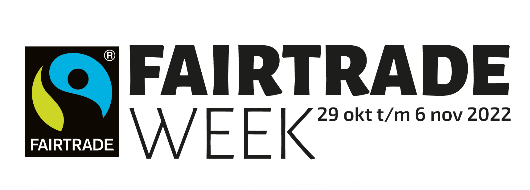 ®
FAIRTRADE
FAIRTRADE
WEEK
29 okt t/m 6 nov 2022